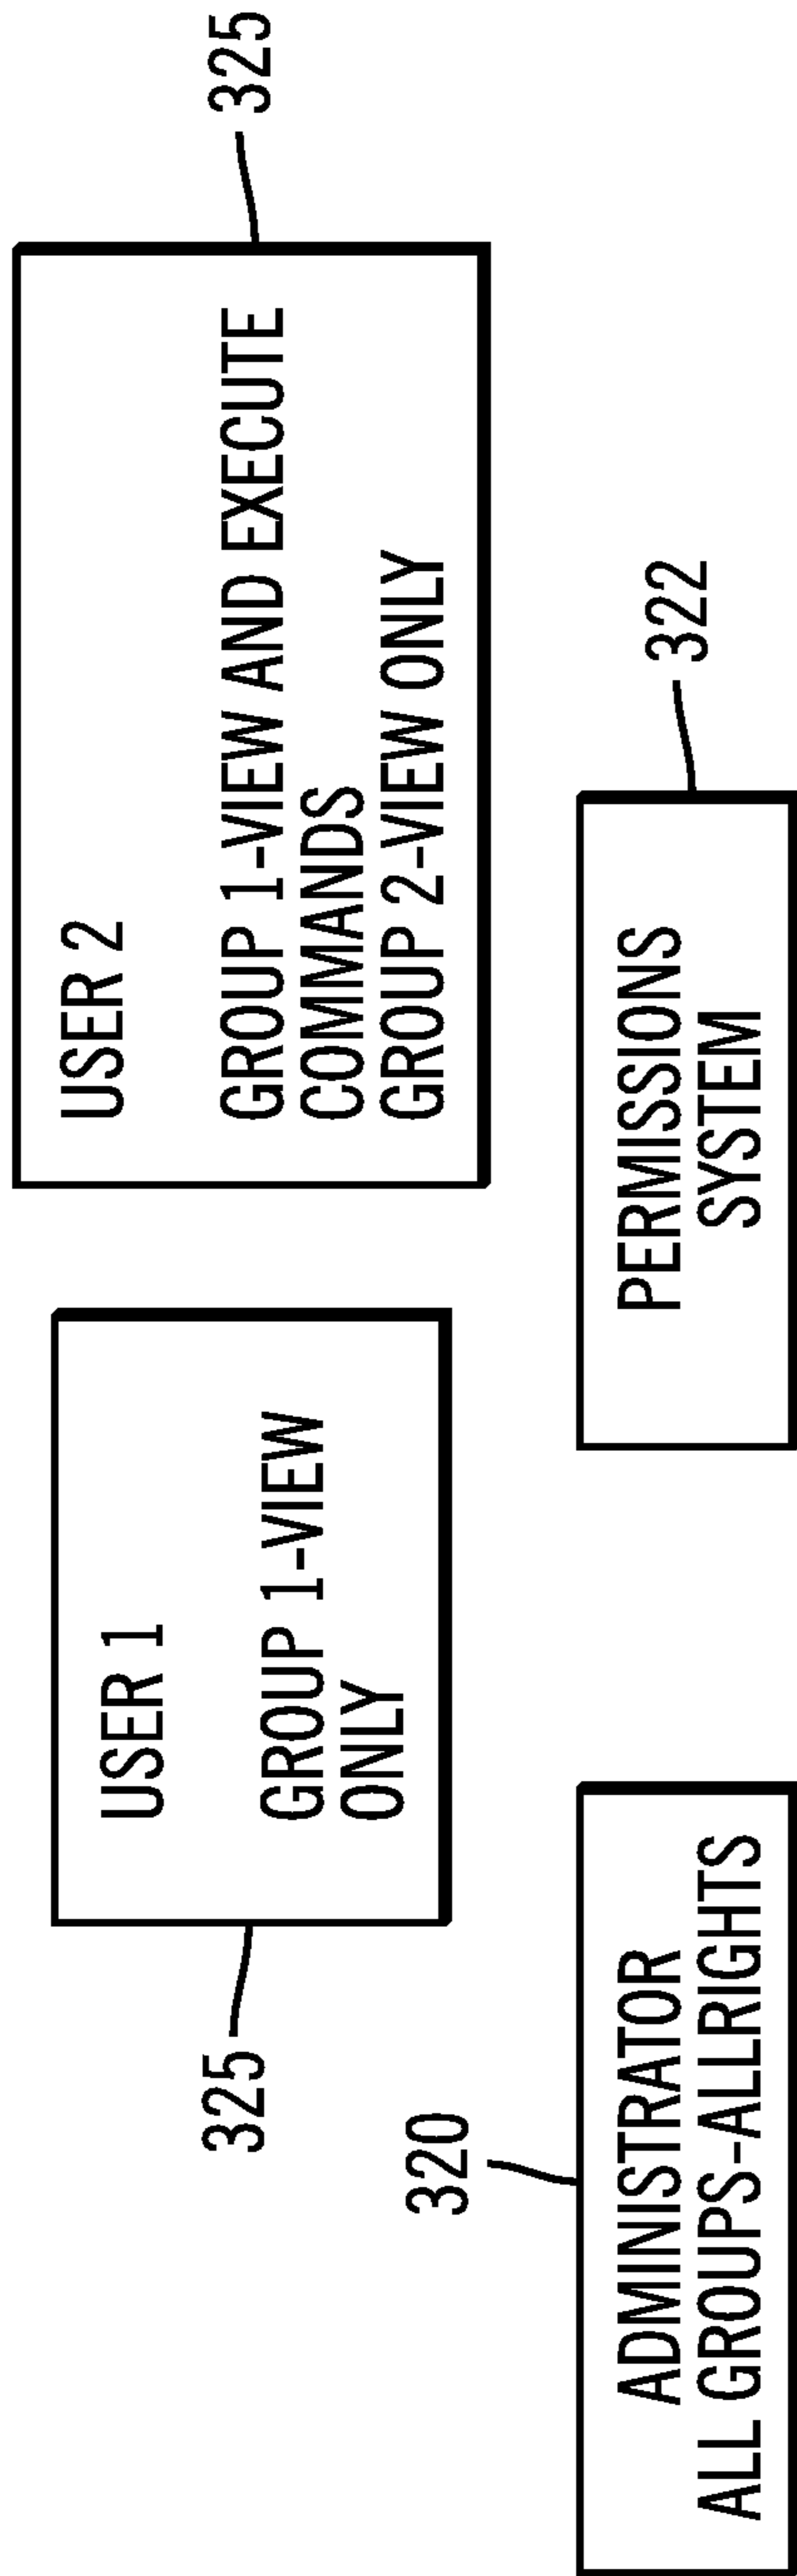 325
USER 1
GROUP 1-VIEW
ONLY
USER 2
GROUP 1-VIEW AND EXECUTE
COMMANDS
GROUP 2-VIEW ONLY
325
320
ADMINISTRATOR
ALL GROUPS-ALLRIGHTS
PERMISSIONS
SYSTEM
322